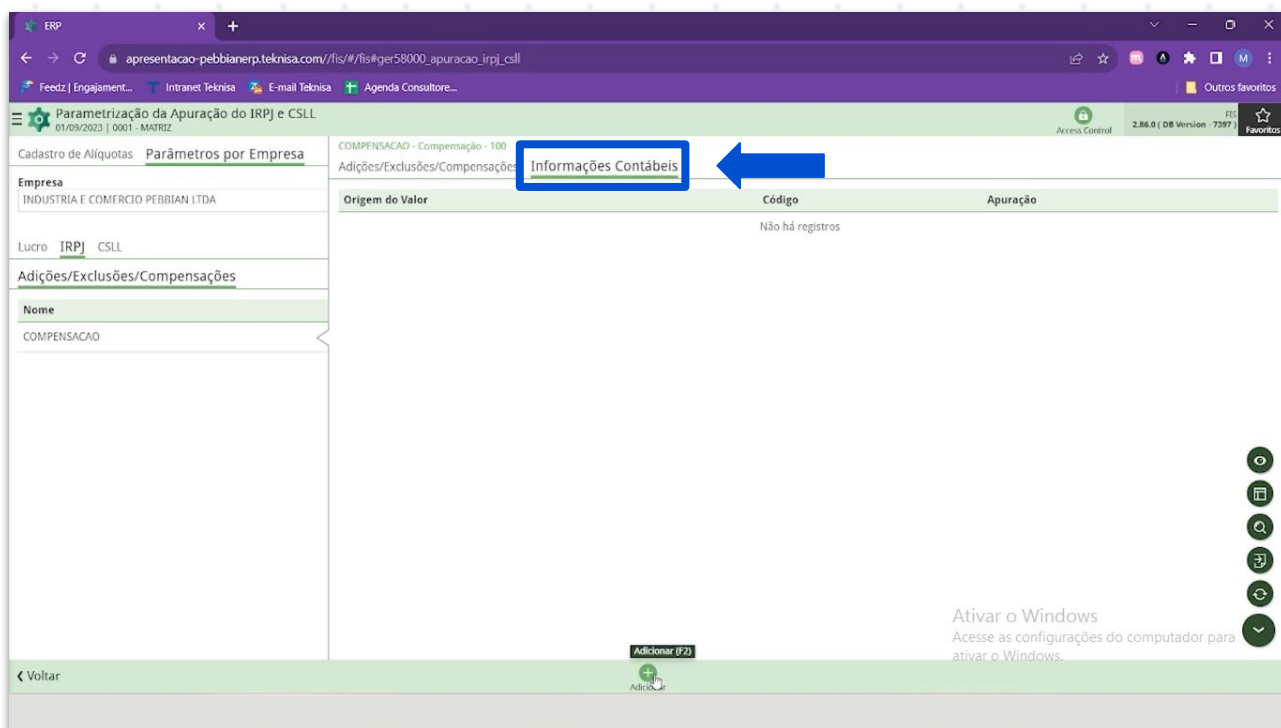 ERP
apresentacao-pebbianerp.teknisa.com//fis/#/fis#ger58000_apuracao_irpj_csll
M
Feedz | Engajament... Intranet Teknisa E-mail Teknisa Agenda Consultore... Outros favoritos
Parametrização da Apuração do IRPJ e CSLL
01/09/2023 | 0001 - MATRIZ
Access Control
FIS
2.86.0 ( DB Version - 7397 )
Favoritos
Cadastro de Alíquotas Parâmetros por Empresa
Empresa
INDUSTRIA E COMERCIO PEBBIAN LTDA
Lucro IRPJ CSLL
Adições/Exclusões/Compensações
Nome
COMPENSACAO
COMPENSACAO - Compensação - 100
Adições/Exclusões/Compensações Informações Contábeis
Origem do Valor Código Apuração
Não há registros
Ativar o Windows
Acesse as configurações do computador para
ativar o Windows.
Adicionar (F2)
Voltar
Adicionar